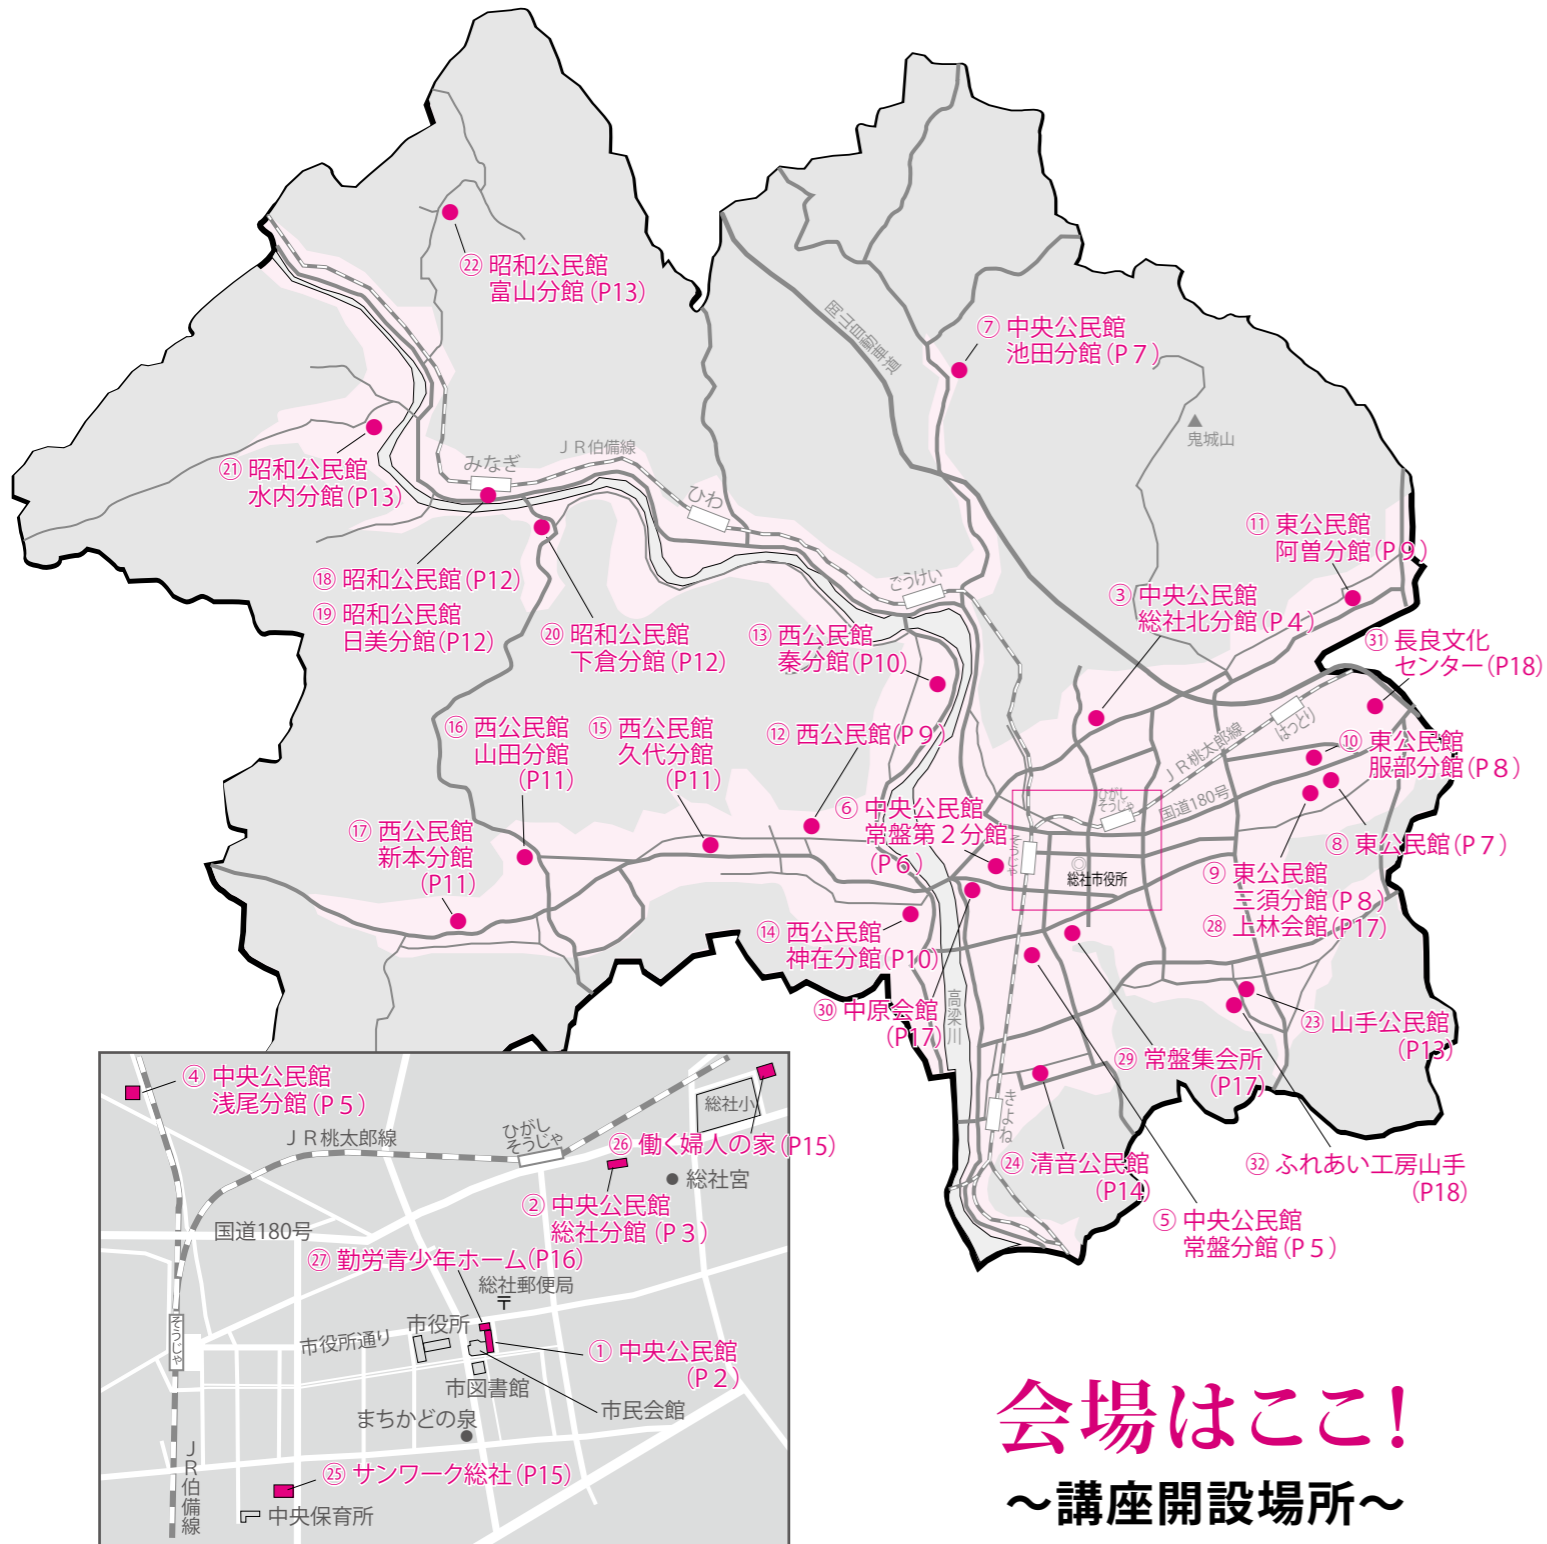 ㉒ 昭和公民館
富山分館(P13)
岡山自動車道
⑦ 中央公民館
池田分館(P7)
鬼城山
JR伯備線
みなぎ
㉑ 昭和公民館
水内分館(P13)
ひわ
⑪ 東公民館
阿曽分館(P9)
⑱ 昭和公民館(P12)
⑲ 昭和公民館
日美分館(P12)
⑳ 昭和公民館
下倉分館(P12)
ごうけい
⑬ 西公民館
秦分館(P10)
③ 中央公民館
総社北分館(P4)
㉛ 長良文化
センター(P18)
⑯ 西公民館
山田分館
(P11)
⑮ 西公民館
久代分館
(P11)
⑫ 西公民館(P9)
はっとり
JR桃太郎線
⑩ 東公民館
服部分館(P8)
国道180号
ひがし
そうじゃ
⑥ 中央公民館
常盤第2分館
(P6)
そうじゃ
総社市役所
⑰ 西公民館
新本分館
(P11)
⑧ 東公民館(P7)
⑨ 東公民館
三須分館(P8)
㉘ 上林会館(P17)
⑭ 西公民館
神在分館(P10)
㉚ 中原会館
(P17)
高梁川
㉓ 山手公民館
(P13)
㉙ 常盤集会所
(P17)
きよね
㉔ 清音公民館
(P14)
㉜ ふれあい工房山手
(P18)
⑤ 中央公民館
常盤分館(P5)
④ 中央公民館
浅尾分館(P5)
総社小
JR桃太郎線
ひがし
そうじゃ
㉖ 働く婦人の家(P15)
総社宮
② 中央公民館
総社分館(P3)
国道180号
㉗ 勤労青少年ホーム(P16)
総社郵便局
〒
市役所
市役所通り
そうじゃ
① 中央公民館
(P2)
市図書館
市民会館
まちかどの泉
JR伯備線
㉕ サンワーク総社(P15)
中央保育所
会場はここ!
～講座開設場所～